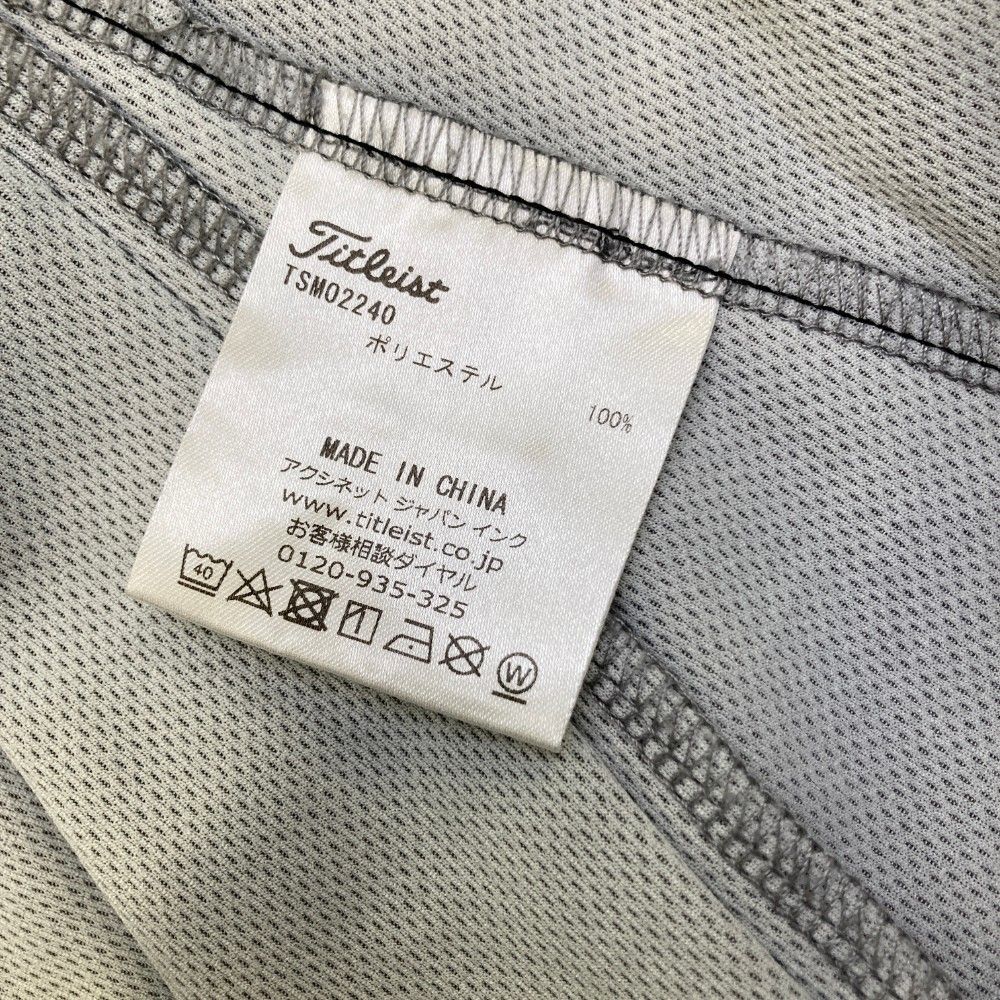 Titleist
TSM02240
ポリエステル
100%
MADE IN CHINA
アクシネット ジャパン インク
www.titleist.co.jp
お客様相談ダイヤル
0120-935-325
40
W